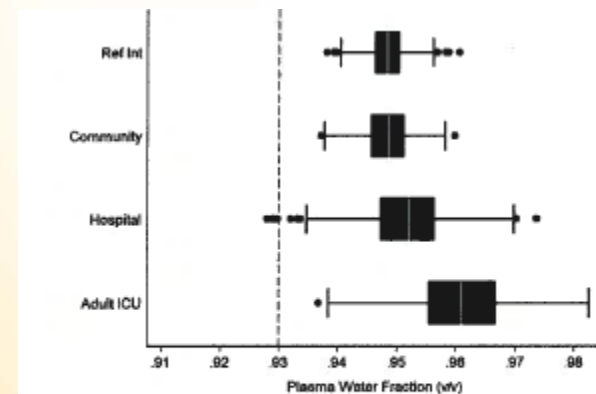 Ref Int
Community
Hospital
Adult ICU
.91 .92 .93 .94 .95 .96 .97 .98
Plasma Water Fraction (v/v)